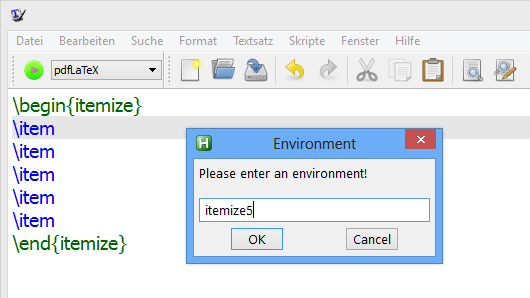 Datei Bearbeiten Suche Format Textsatz Skripte Fenster Hilfe
pdfLaTeX
\begin{itemize}
\item
\item
\item
\item
\item
\end{itemize}
H Environment
Please enter an environment!
itemize5
OK Cancel